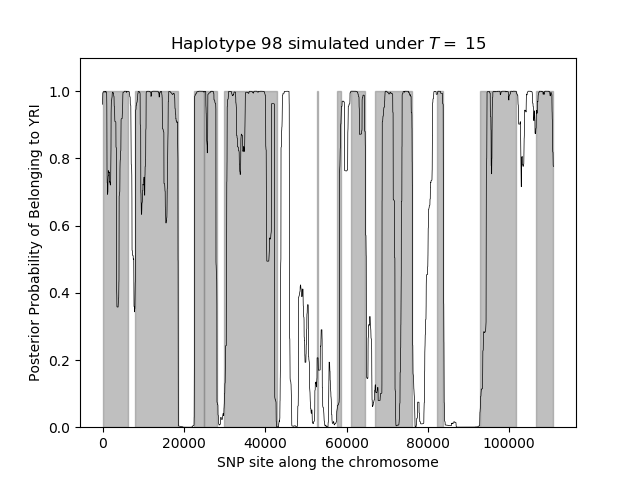 Haplotype 98 simulated under T = 15
Posterior Probability of Belonging to YRI
1.0
0.8
0.6
0.4
0.2
0.0
0 20000 40000 60000 80000 100000
SNP site along the chromosome